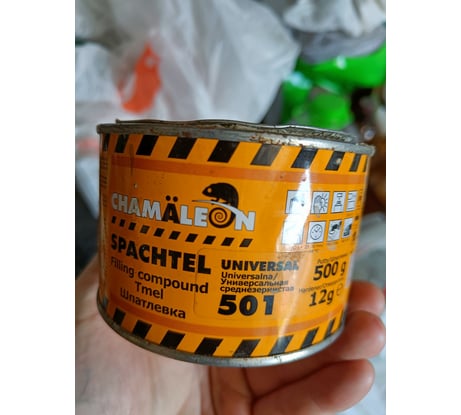 CHAMÄLEON
SPACHTEL
Filling compound
Tmel
Шпатлевка
UNIVERSAL
Universalna/
Универсальная
среднезернистая
501
500 g
12g e